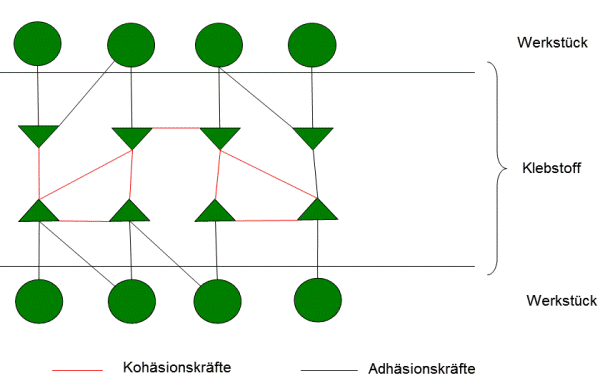 Werkstück
Klebstoff
Werkstück
Kohäsionskräfte
Adhäsionskräfte